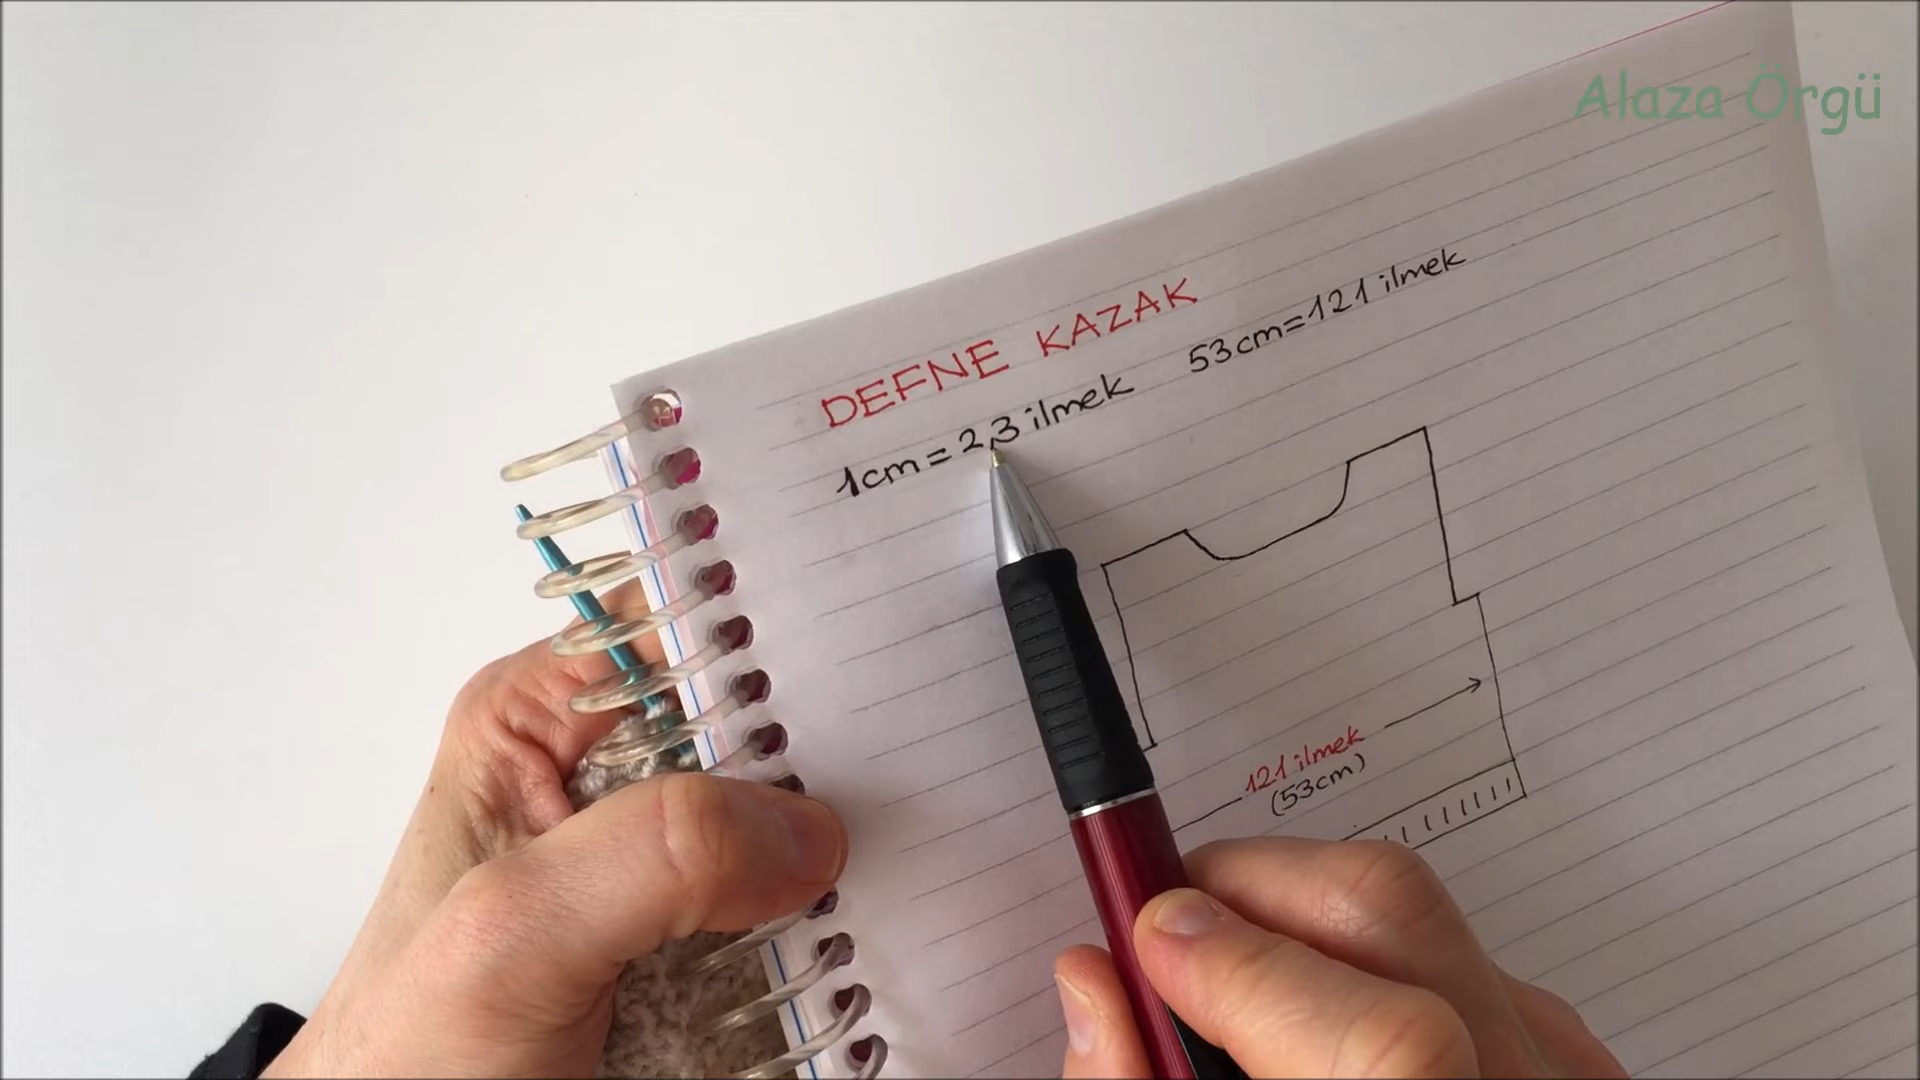 Alaza Örgü
DEFNE KAZAK
1cm = 2,3 ilmek 53cm=121 ilmek
121 ilmek
(53cm)